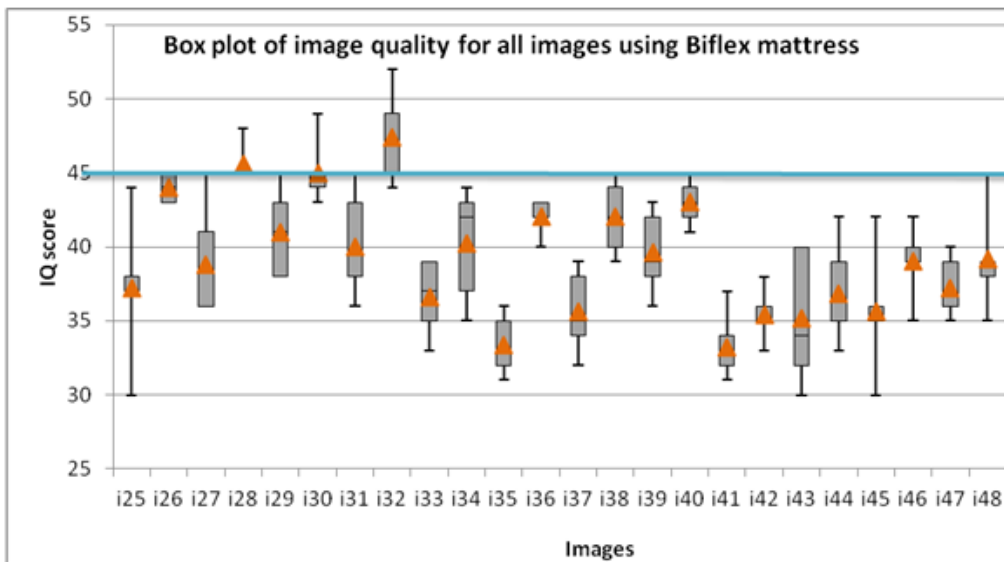 Box plot of image quality for all images using Biflex mattress
55
50
45
40
35
30
25
IQ score
i25 i26 i27 i28 i29 i30 i31 i32 i33 i34 i35 i36 i37 i38 i39 i40 i41 i42 i43 i44 i45 i46 i47 i48
Images